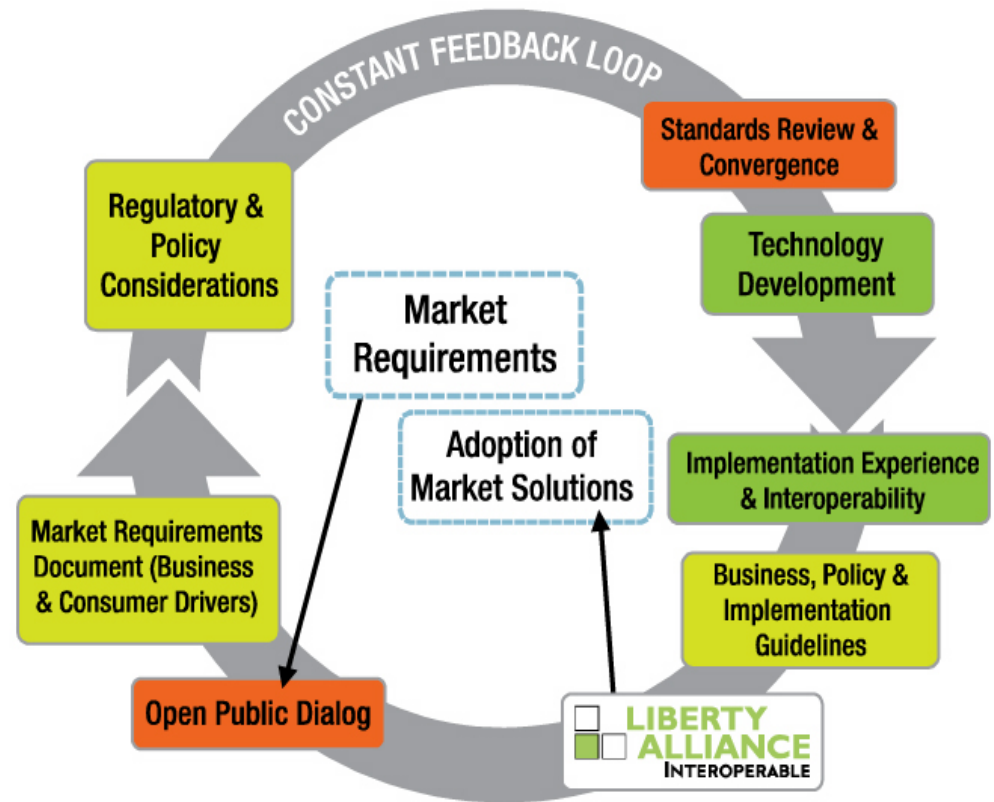 CONSTANT FEEDBACK LOOP
Standards Review &
Convergence
Technology
Development
Regulatory &
Policy
Considerations
Market
Requirements
Adoption of
Market Solutions
Implementation Experience
& Interoperability
Market Requirements
Document (Business
& Consumer Drivers)
Business, Policy &
Implementation
Guidelines
Open Public Dialog
LIBERTY
ALLIANCE
INTEROPERABLE